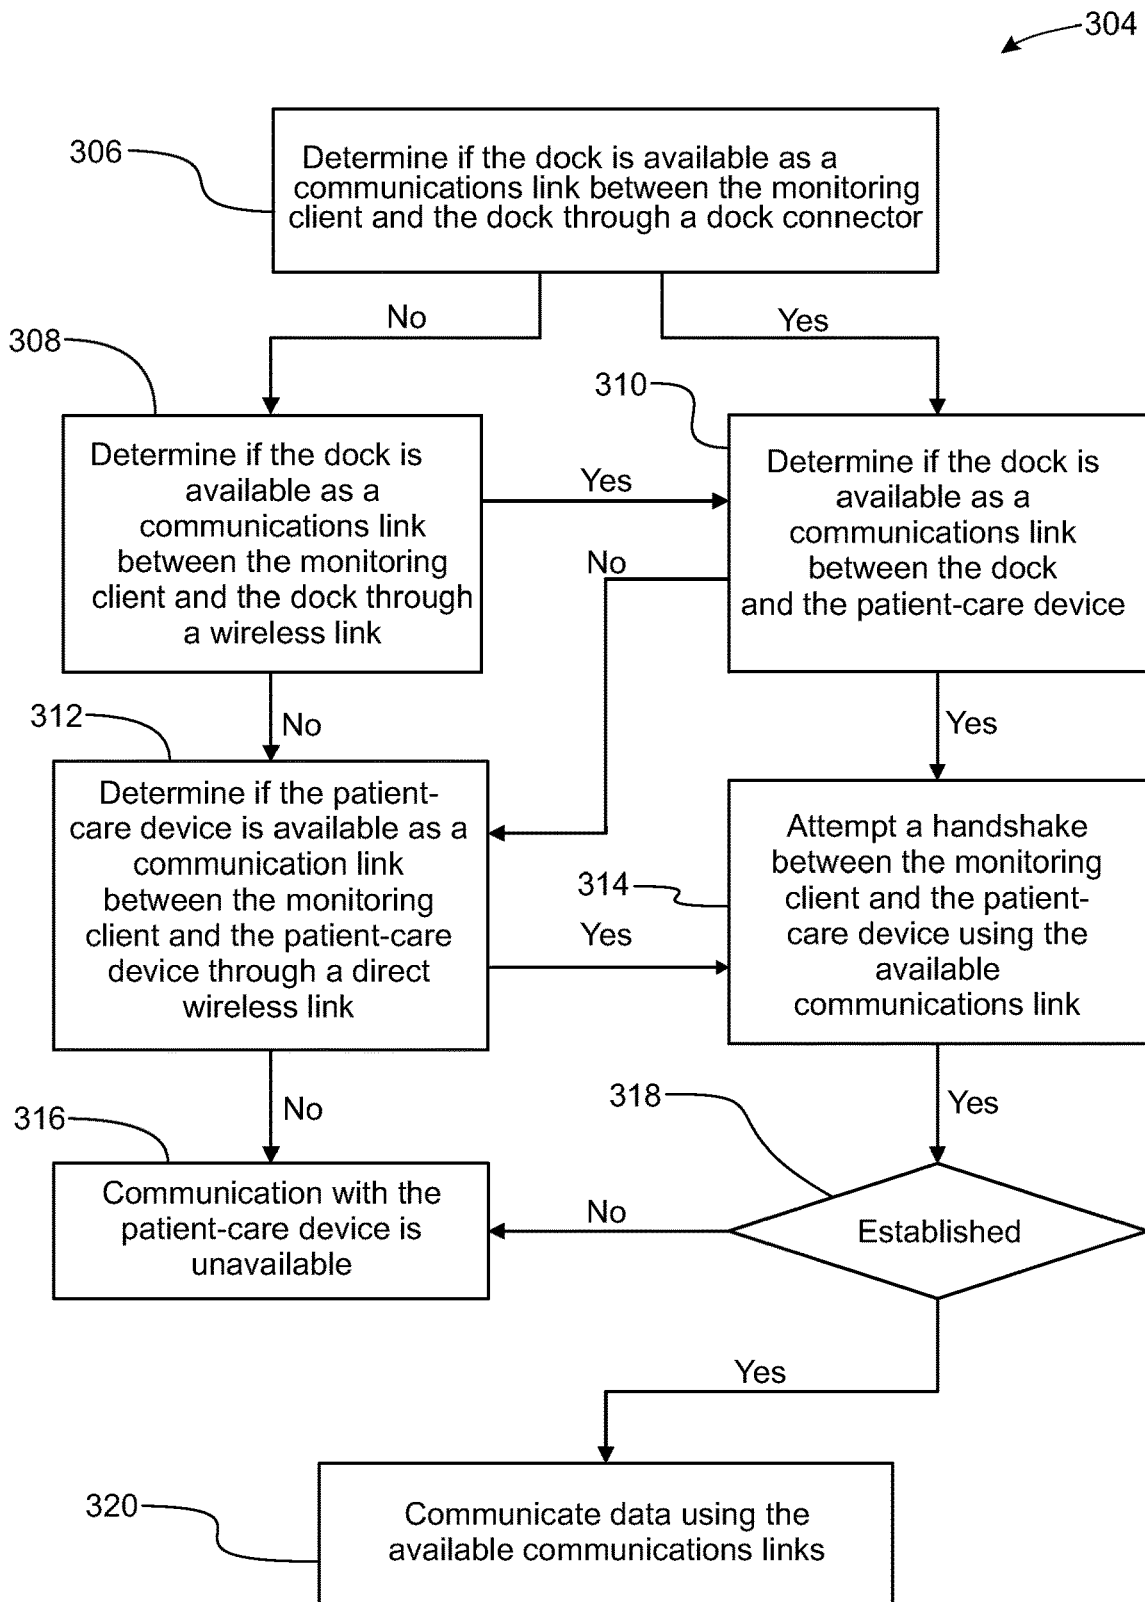 304
306
Determine if the dock is available as a
communications link between the monitoring
client and the dock through a dock connector
No
Yes
308
310
Determine if the dock is
available as a
communications link
between the monitoring
client and the dock through
a wireless link
Yes
Determine if the dock is
available as a
communications link
between the dock
and the patient-care device
No
No
Yes
312
Determine if the patient-
care device is available as a
communication link
between the monitoring
client and the patient-care
device through a direct
wireless link
Yes
314
Attempt a handshake
between the monitoring
client and the patient-
care device using the
available
communications link
No
Yes
316
318
Communication with the
patient-care device is
unavailable
No
Established
Yes
320
Communicate data using the
available communications links